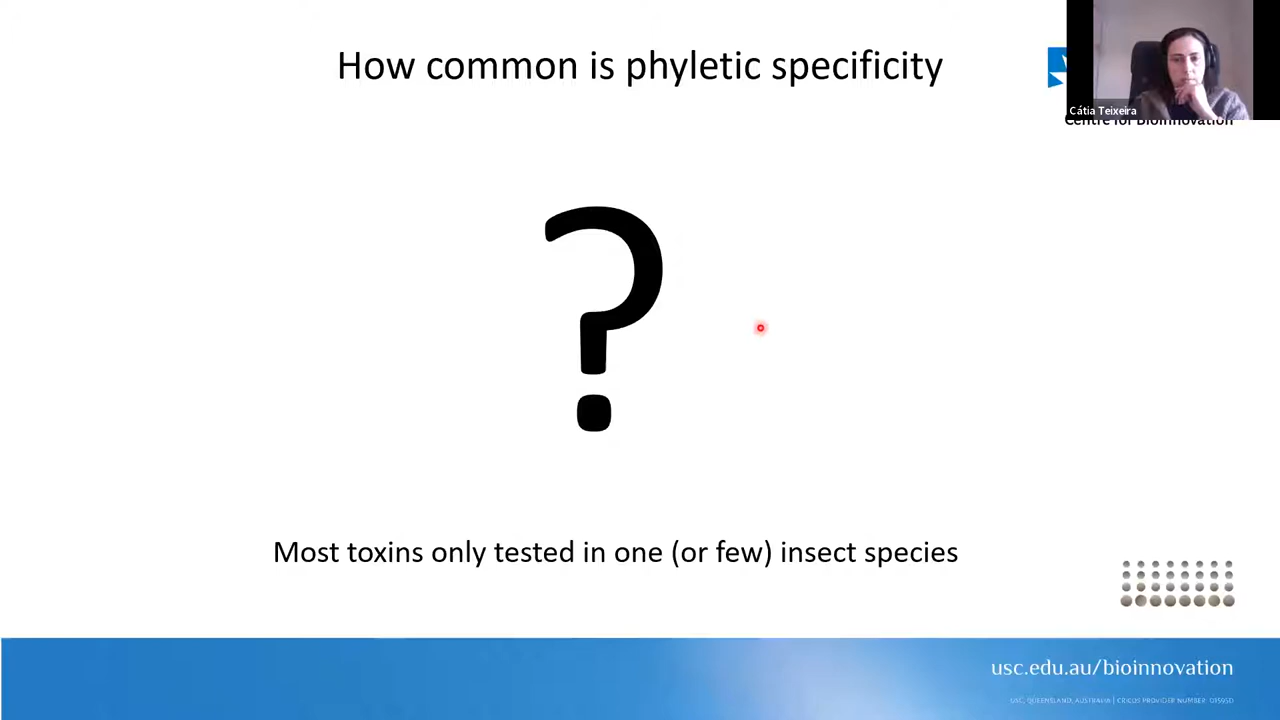 How common is phyletic specificity
Cátia Teixeira
Centre for Bioinnovation
?
Most toxins only tested in one (or few) insect species
usc.edu.au/bioinnovation
USC, QUEENSLAND, AUSTRALIA | CRICOS PROVIDER NUMBER: 01595D